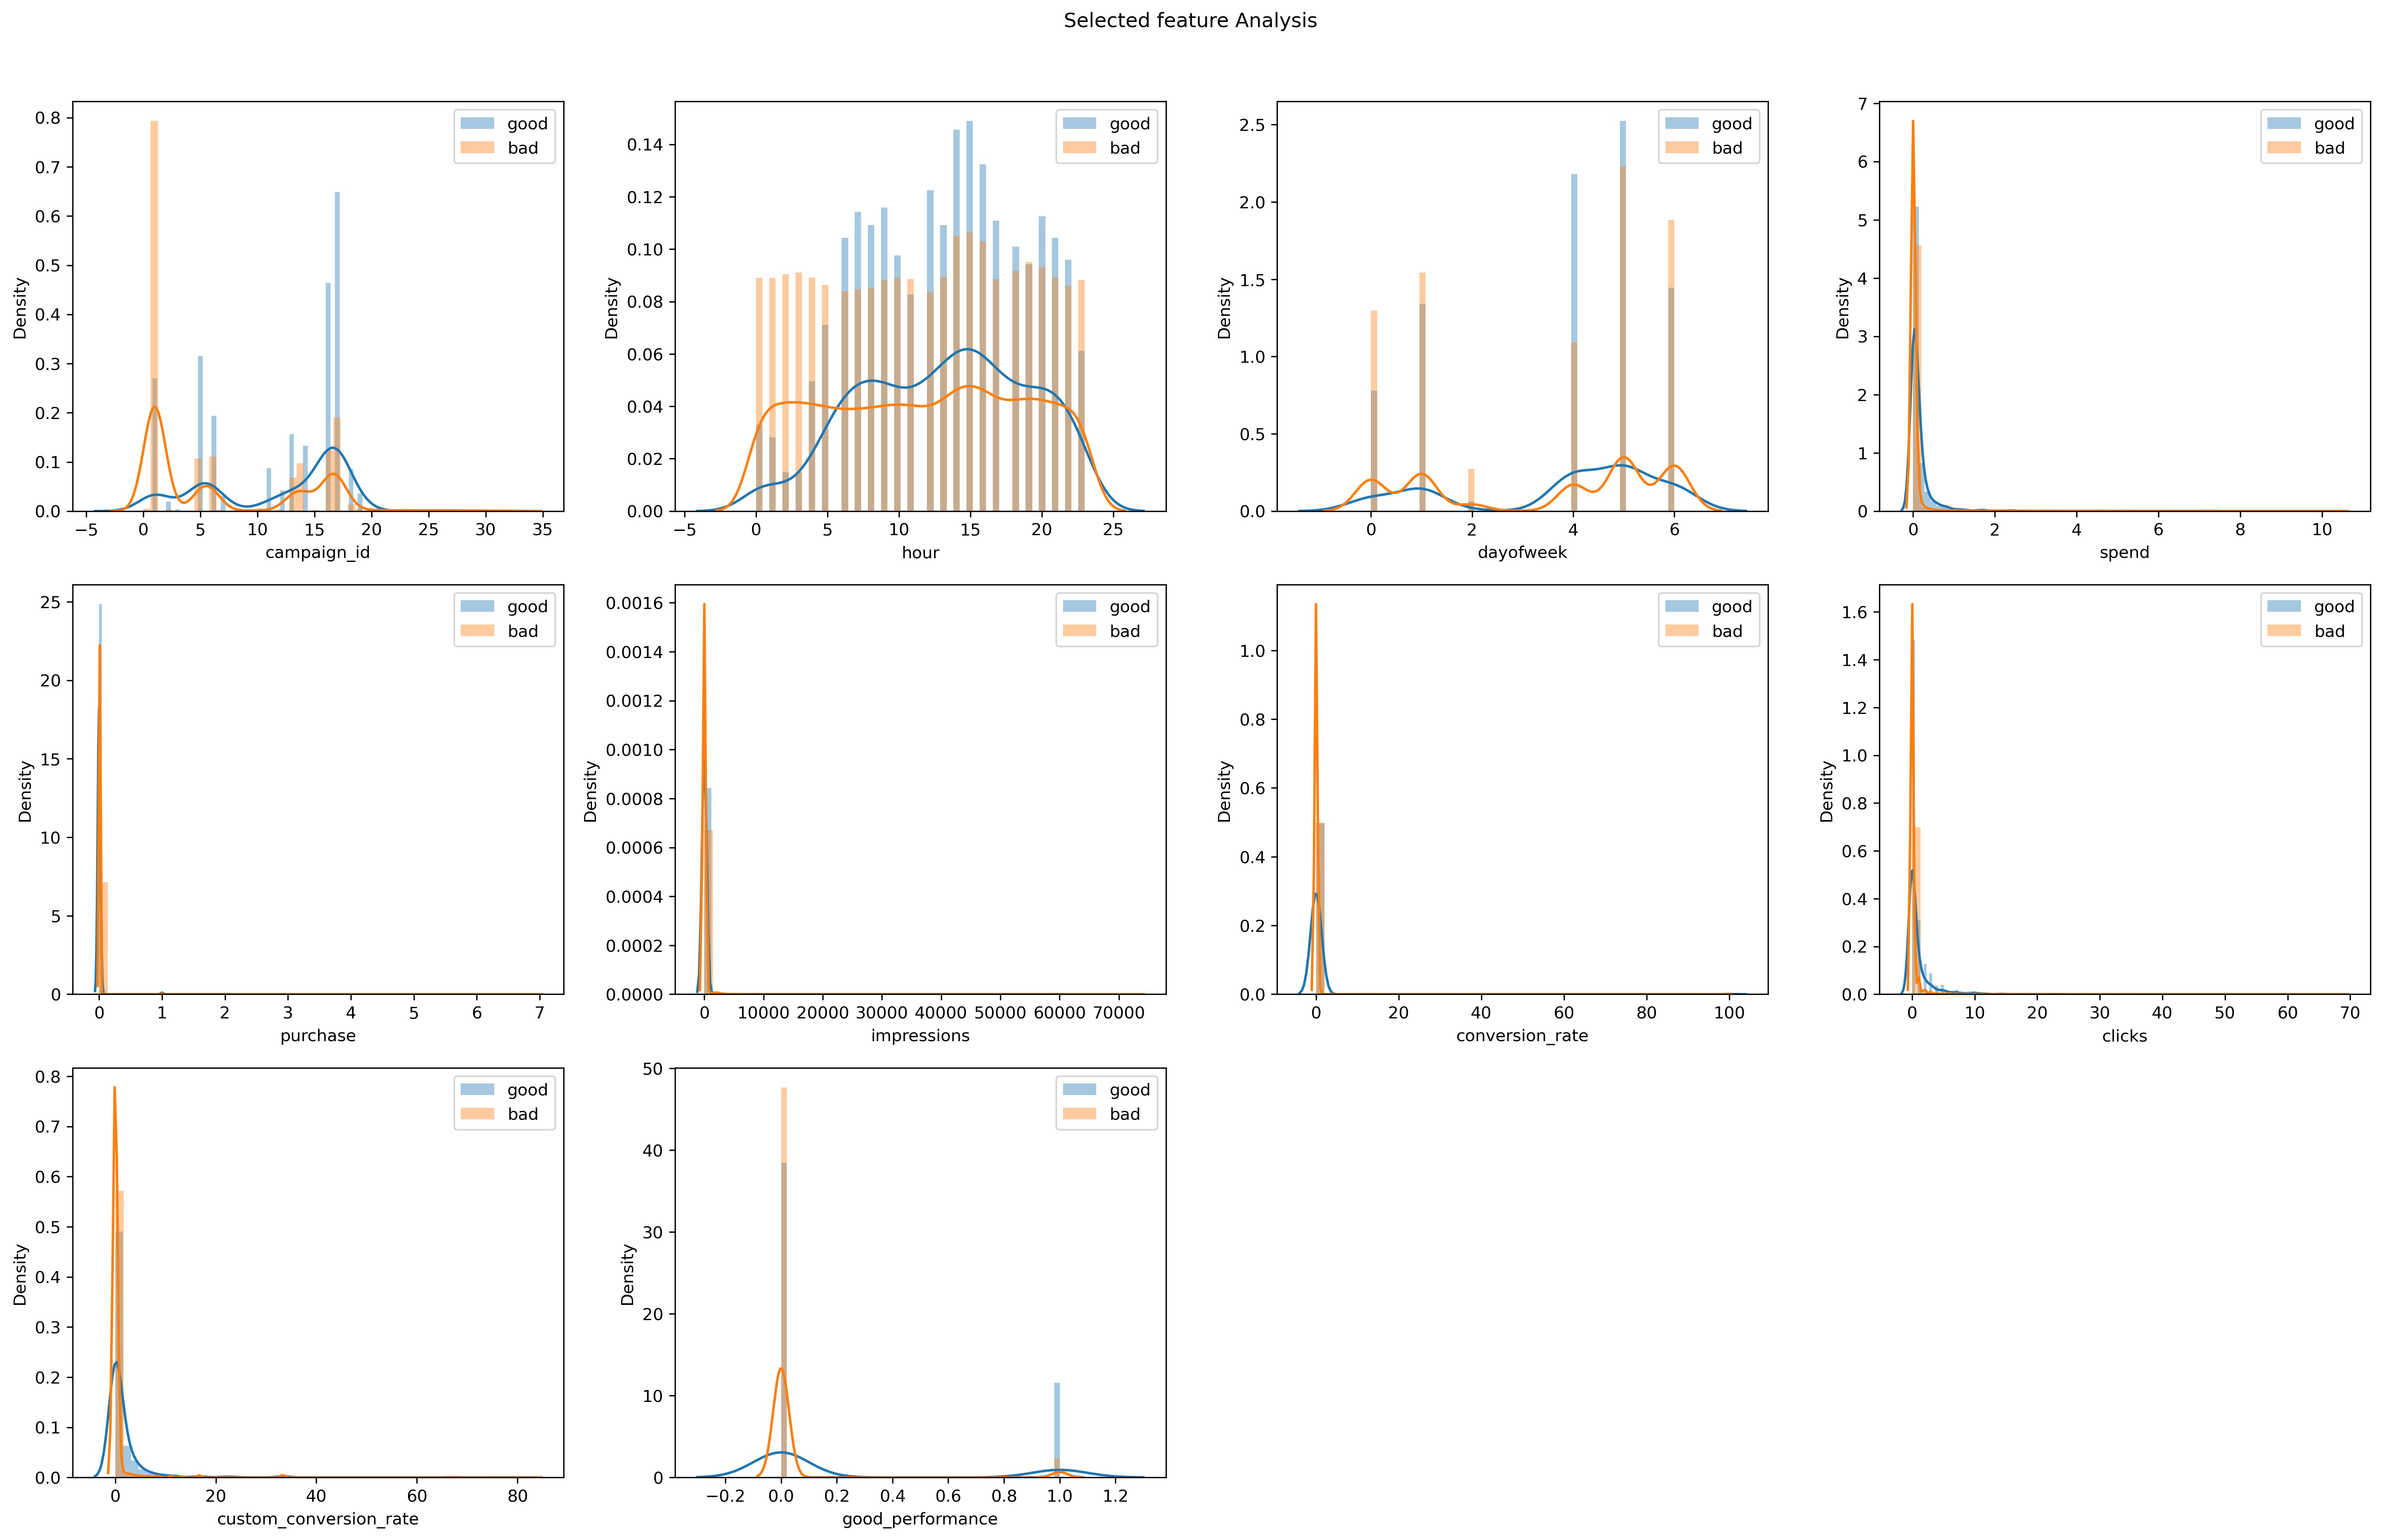 Selected feature Analysis
0.8
0.7
0.6
0.5
0.4
0.3
0.2
0.1
0.0
Density
−5 0 5 10 15 20 25 30 35
campaign_id
good
bad
0.14
0.12
0.10
0.08
0.06
0.04
0.02
0.00
Density
−5 0 5 10 15 20 25
hour
good
bad
2.5
2.0
1.5
1.0
0.5
0.0
Density
0 2 4 6
dayofweek
good
bad
7
6
5
4
3
2
1
0
Density
0 2 4 6 8 10
spend
good
bad
25
20
15
10
5
0
Density
0 1 2 3 4 5 6 7
purchase
good
bad
0.0016
0.0014
0.0012
0.0010
0.0008
0.0006
0.0004
0.0002
0.0000
Density
0 10000 20000 30000 40000 50000 60000 70000
impressions
good
bad
1.0
0.8
0.6
0.4
0.2
0.0
Density
0 20 40 60 80 100
conversion_rate
good
bad
1.6
1.4
1.2
1.0
0.8
0.6
0.4
0.2
0.0
Density
0 10 20 30 40 50 60 70
clicks
good
bad
0.8
0.7
0.6
0.5
0.4
0.3
0.2
0.1
0.0
Density
0 20 40 60 80
custom_conversion_rate
good
bad
50
40
30
20
10
0
Density
−0.2 0.0 0.2 0.4 0.6 0.8 1.0 1.2
good_performance
good
bad